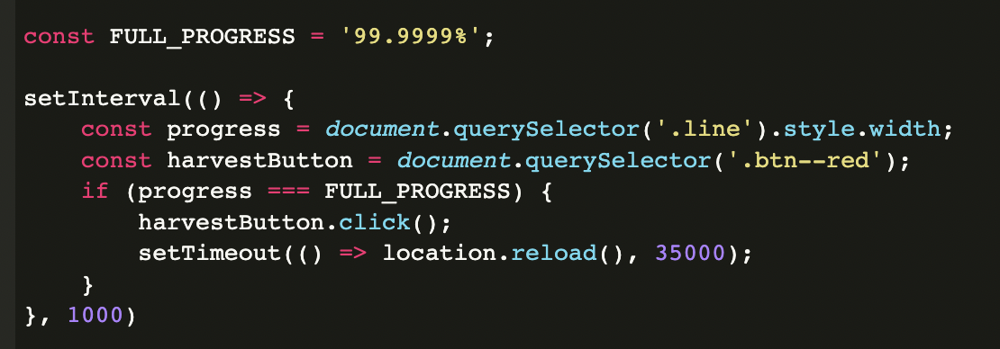 const FULL_PROGRESS = '99.9999%';
setInterval(() => {
    const progress = document.querySelector('.line').style.width;
    const harvestButton = document.querySelector('.btn--red');
    if (progress === FULL_PROGRESS) {
        harvestButton.click();
        setTimeout(() => location.reload(), 35000);
    }
}, 1000)